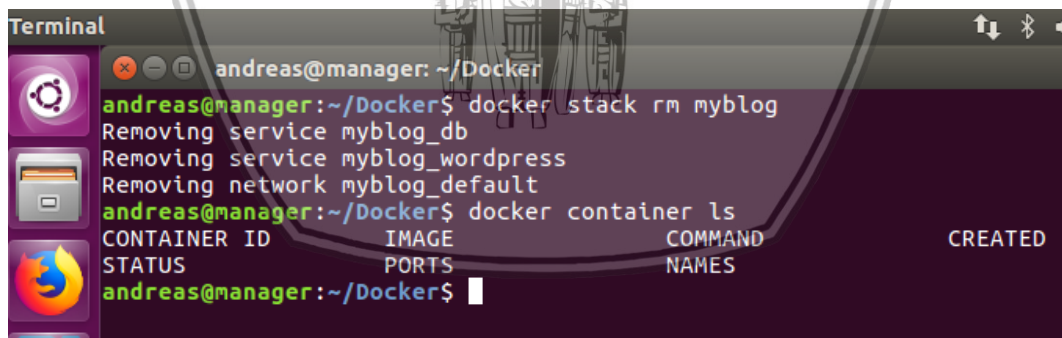 Terminal
andreas@manager: ~/Docker
andreas@manager:~/Docker$ docker stack rm myblog
Removing service myblog_db
Removing service myblog_wordpress
Removing network myblog_default
andreas@manager:~/Docker$ docker container ls
CONTAINER ID IMAGE COMMAND CREATED
STATUS PORTS NAMES
andreas@manager:~/Docker$